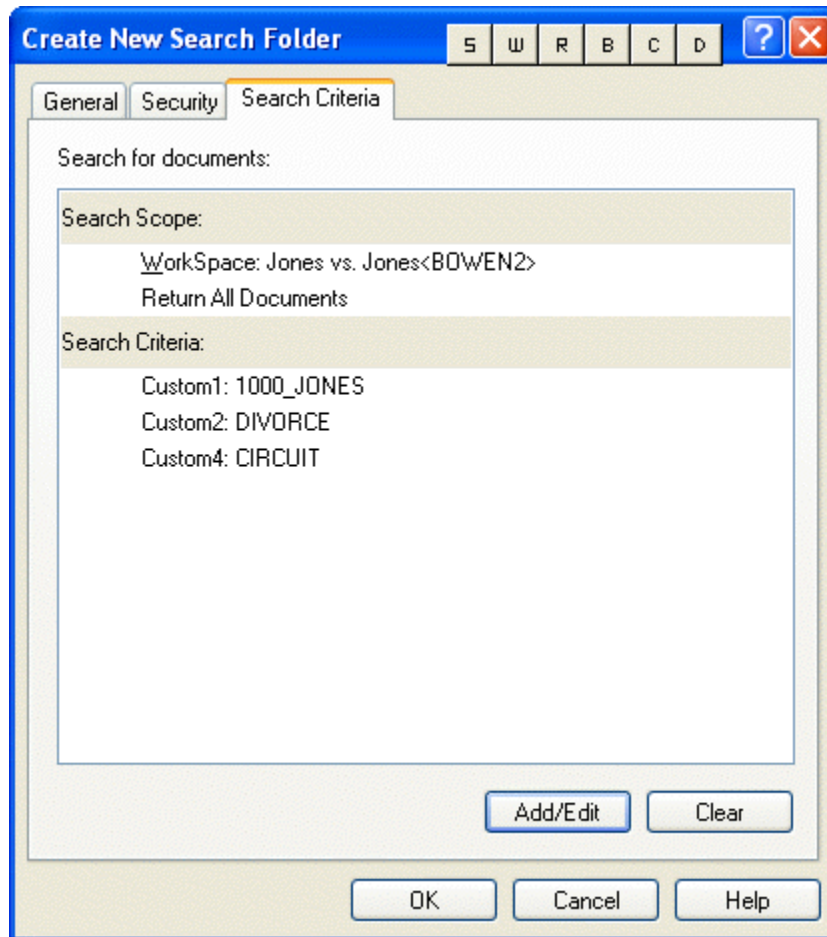 Create New Search Folder S W R B C D ?
General Security Search Criteria
Search for documents:
Search Scope:
WorkSpace: Jones vs. Jones<BOWEN2>
Return All Documents
Search Criteria:
Custom1: 1000_JONES
Custom2: DIVORCE
Custom4: CIRCUIT
Add/Edit Clear
OK Cancel Help